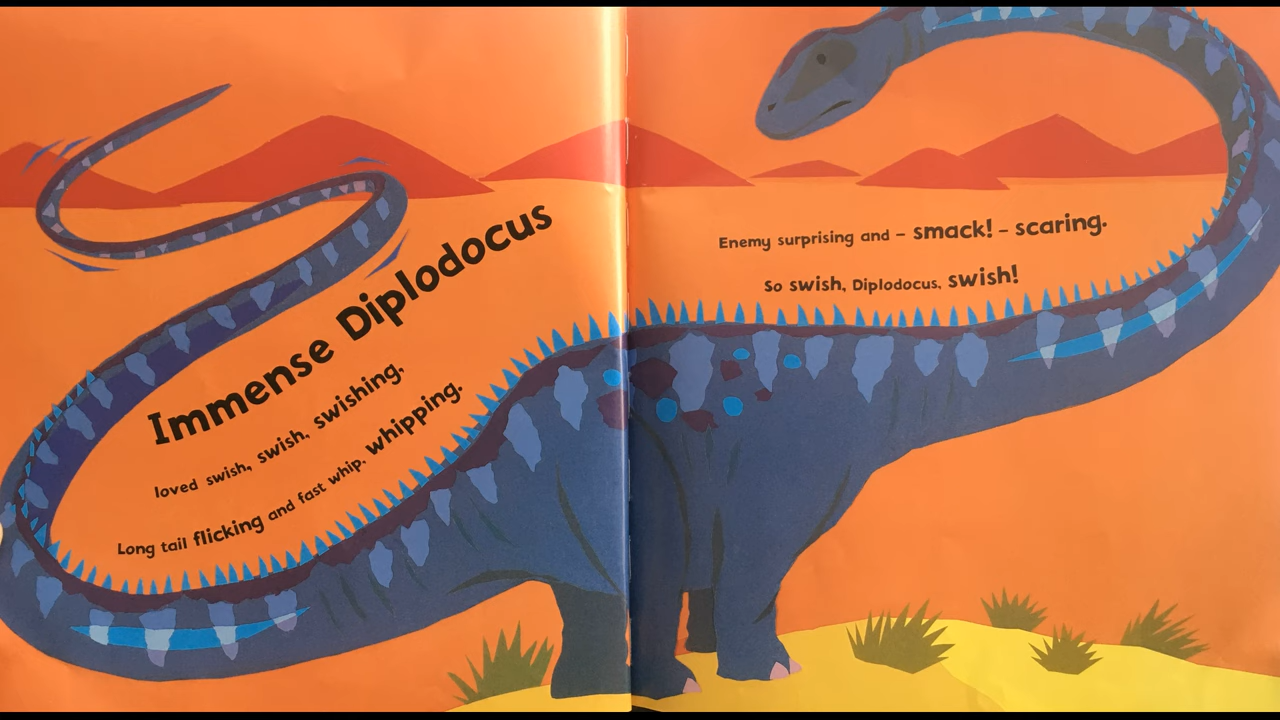 Immense Diplodocus
loved swish, swish, swishing,
Long tail flicking and fast whip, whipping.
Enemy surprising and – smack! – scaring.
So swish, Diplodocus, swish!